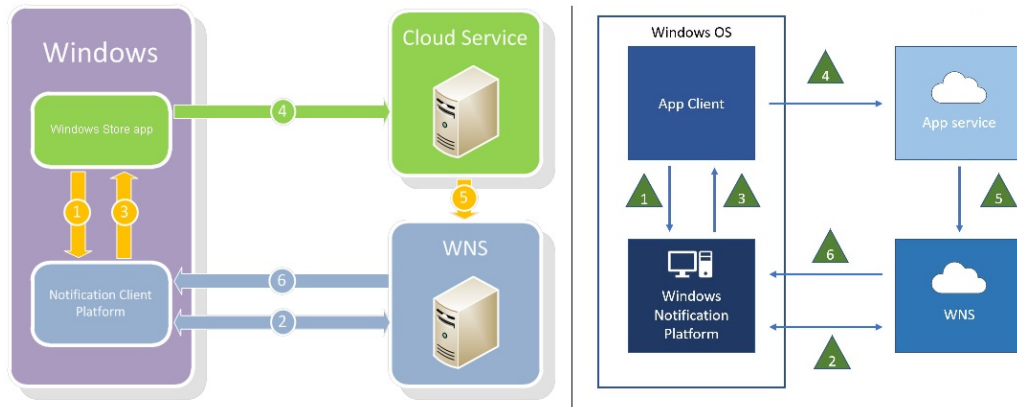 Windows
Cloud Service
Windows Store app
4
1
3
5
Notification Client
Platform
WNS
6
2
Windows OS
App Client
4
App service
1
3
5
Windows
Notification
Platform
6
WNS
2